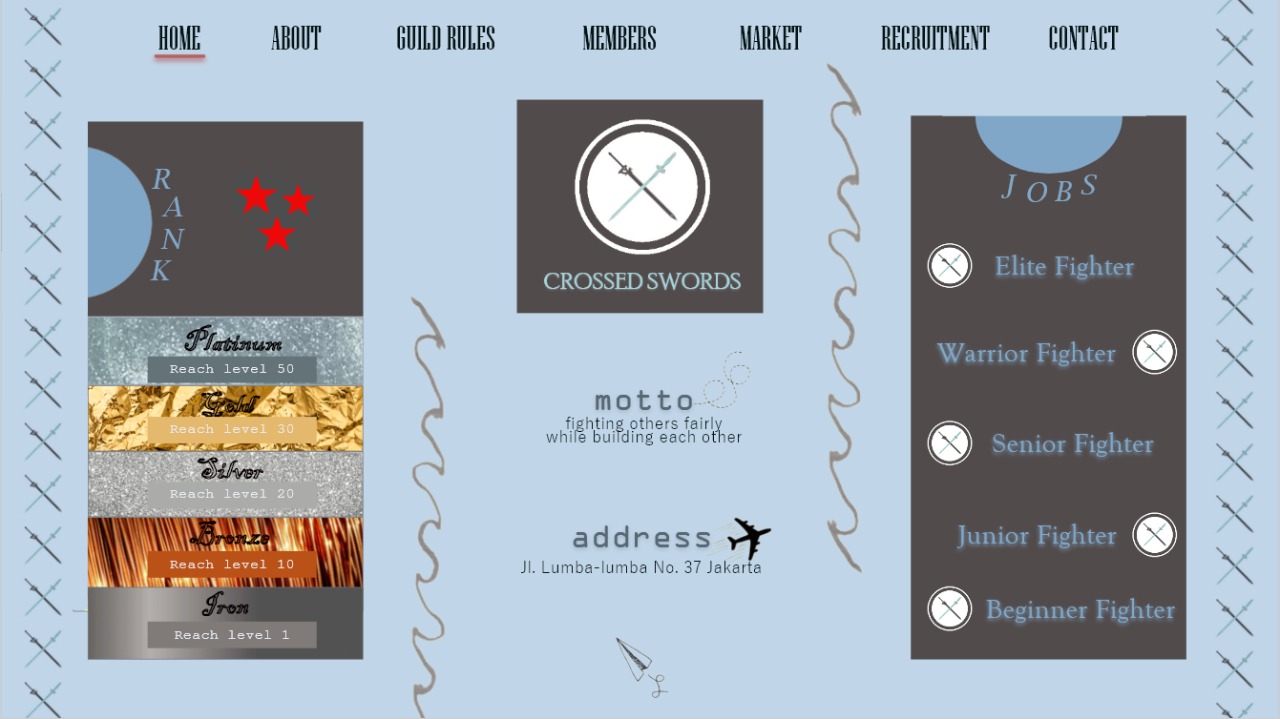 HOME
ABOUT
GUILD RULES
MEMBERS
MARKET
RECRUITMENT
CONTACT
RANK
Platinum
Reach level 50
Gold
Reach level 30
Silver
Reach level 20
Bronze
Reach level 10
Iron
Reach level 1
CROSSED SWORDS
motto
fighting others fairly
while building each other
address
Jl. Lumba-lumba No. 37 Jakarta
JOBS
Elite Fighter
Warrior Fighter
Senior Fighter
Junior Fighter
Beginner Fighter